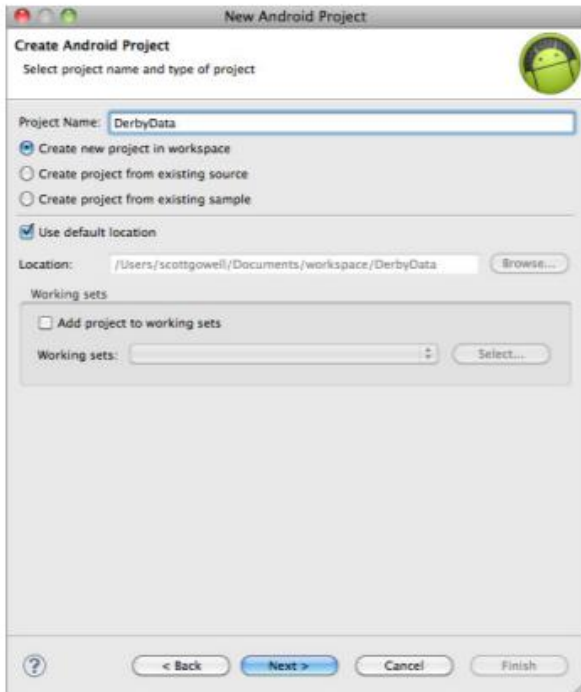 New Android Project
Create Android Project
Select project name and type of project
Project Name: DerbyData
Create new project in workspace
Create project from existing source
Create project from existing sample
Use default location
Location: /Users/scottgowell/Documents/workspace/DerbyData Browse...
Working sets
Add project to working sets
Working sets: Select...
? < Back Next > Cancel Finish